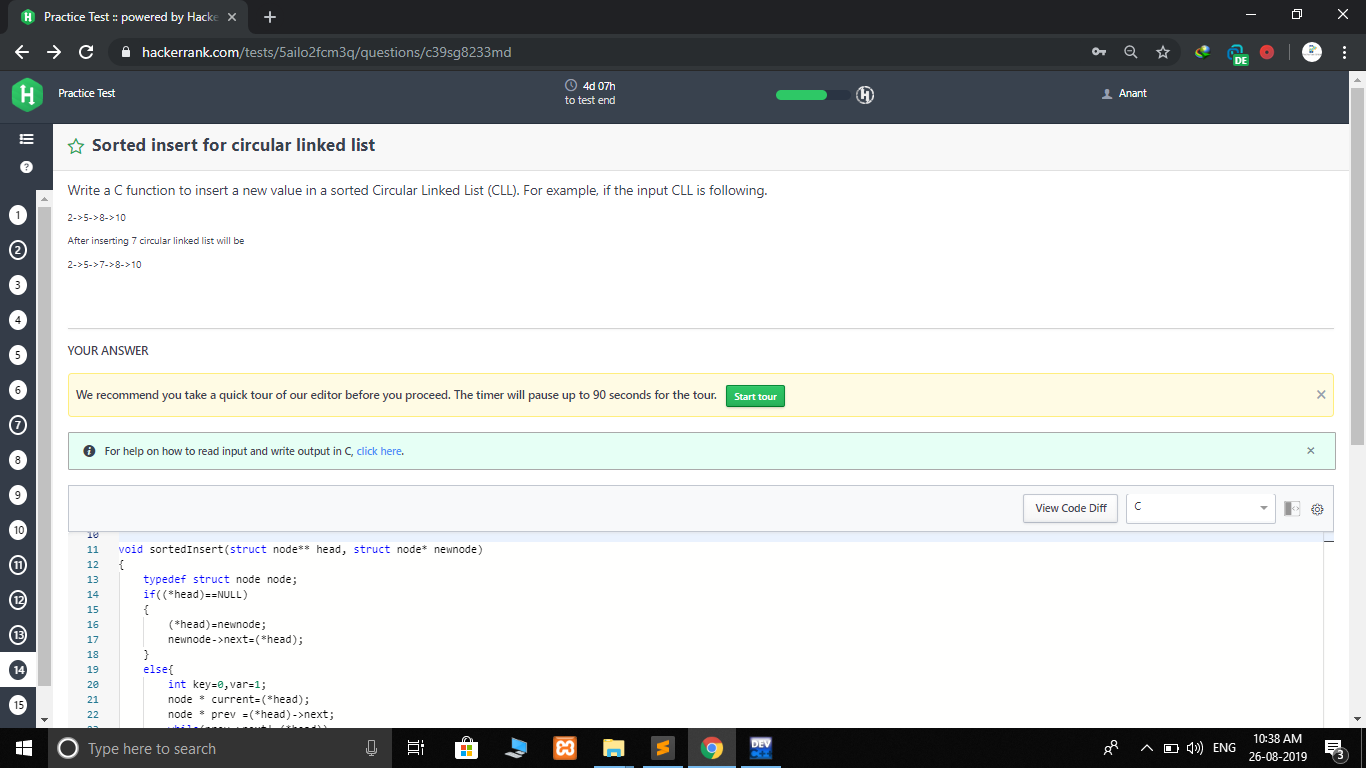 Practice Test :: powered by Hacke
hackerrank.com/tests/5ailo2fcm3q/questions/c39sg8233md
DE
Practice Test
4d 07h
to test end
Anant
Sorted insert for circular linked list
Write a C function to insert a new value in a sorted Circular Linked List (CLL). For example, if the input CLL is following.
2->5->8->10
After inserting 7 circular linked list will be
2->5->7->8->10
YOUR ANSWER
We recommend you take a quick tour of our editor before you proceed. The timer will pause up to 90 seconds for the tour. Start tour
For help on how to read input and write output in C, click here.
View Code Diff
C
10
11 void sortedInsert(struct node** head, struct node* newnode)
12 {
13 typedef struct node node;
14 if((*head)==NULL)
15 {
16 (*head)=newnode;
17 newnode->next=(*head);
18 }
19 else{
20 int key=0,var=1;
21 node * current=(*head);
22 node * prev =(*head)->next;
1
2
3
4
5
6
7
8
9
10
11
12
13
14
15
Type here to search
DEV
ENG
10:38 AM
26-08-2019
3